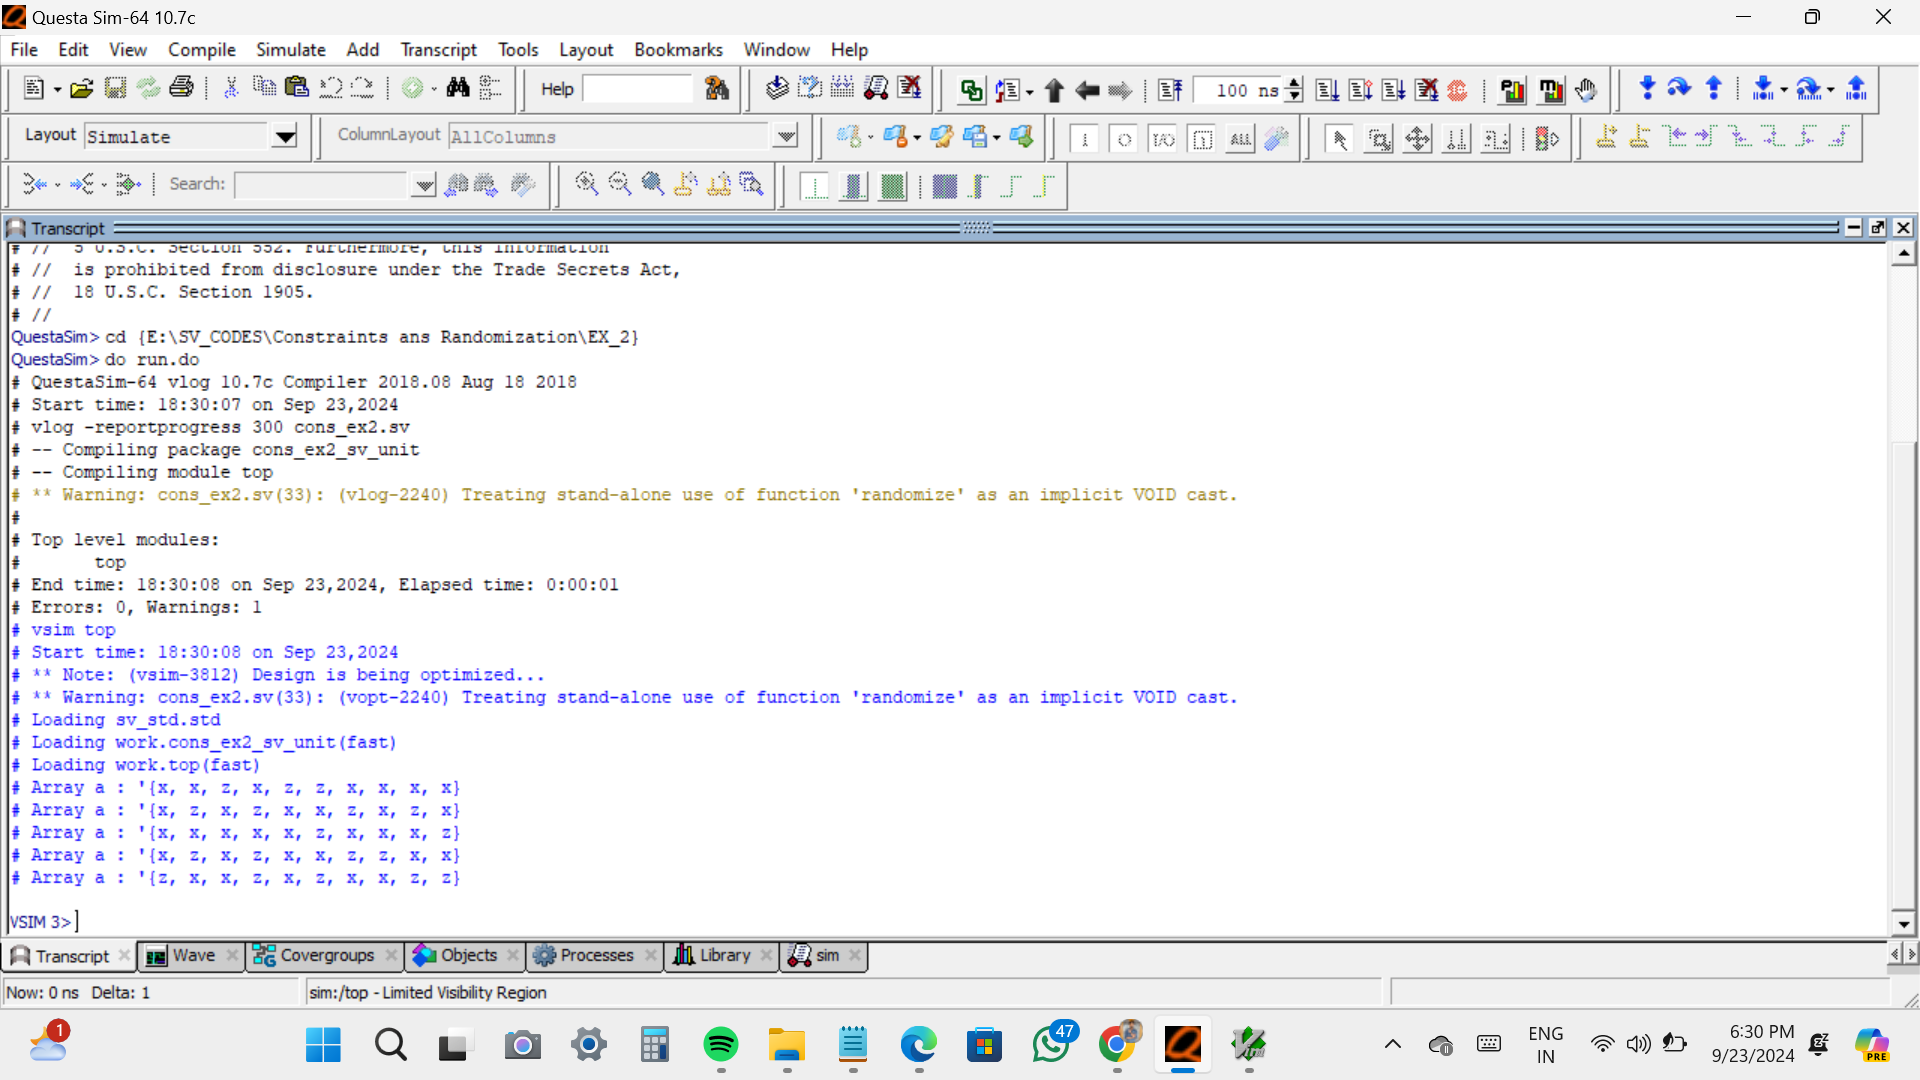 Questa Sim-64 10.7c
File Edit View Compile Simulate Add Transcript Tools Layout Bookmarks Window Help
Help
100 ns
Layout Simulate
ColumnLayout AllColumns
ALL
Search:
Transcript
# // 5 U.S.C. Section 552. Furthermore, this information
# // is prohibited from disclosure under the Trade Secrets Act,
# // 18 U.S.C. Section 1905.
# //
QuestaSim> cd {E:\SV_CODES\Constraints ans Randomization\EX_2}
QuestaSim> do run.do
# QuestaSim-64 vlog 10.7c Compiler 2018.08 Aug 18 2018
# Start time: 18:30:07 on Sep 23,2024
# vlog -reportprogress 300 cons_ex2.sv
# -- Compiling package cons_ex2_sv_unit
# -- Compiling module top
# ** Warning: cons_ex2.sv(33): (vlog-2240) Treating stand-alone use of function 'randomize' as an implicit VOID cast.
#
# Top level modules:
# top
# End time: 18:30:08 on Sep 23,2024, Elapsed time: 0:00:01
# Errors: 0, Warnings: 1
# vsim top
# Start time: 18:30:08 on Sep 23,2024
# ** Note: (vsim-3812) Design is being optimized...
# ** Warning: cons_ex2.sv(33): (vopt-2240) Treating stand-alone use of function 'randomize' as an implicit VOID cast.
# Loading sv_std.std
# Loading work.cons_ex2_sv_unit(fast)
# Loading work.top(fast)
# Array a : '{x, x, z, x, z, z, x, x, x, x}
# Array a : '{x, z, x, z, x, x, z, x, z, x}
# Array a : '{x, x, x, x, x, z, x, x, x, z}
# Array a : '{x, z, x, z, x, x, z, z, x, x}
# Array a : '{z, x, x, z, x, z, x, x, z, z}
VSIM 3>
Transcript Wave Covergroups Objects Processes Library sim
Now: 0 ns Delta: 1
sim:/top - Limited Visibility Region
1
47
ENG
IN
6:30 PM
9/23/2024
PRE